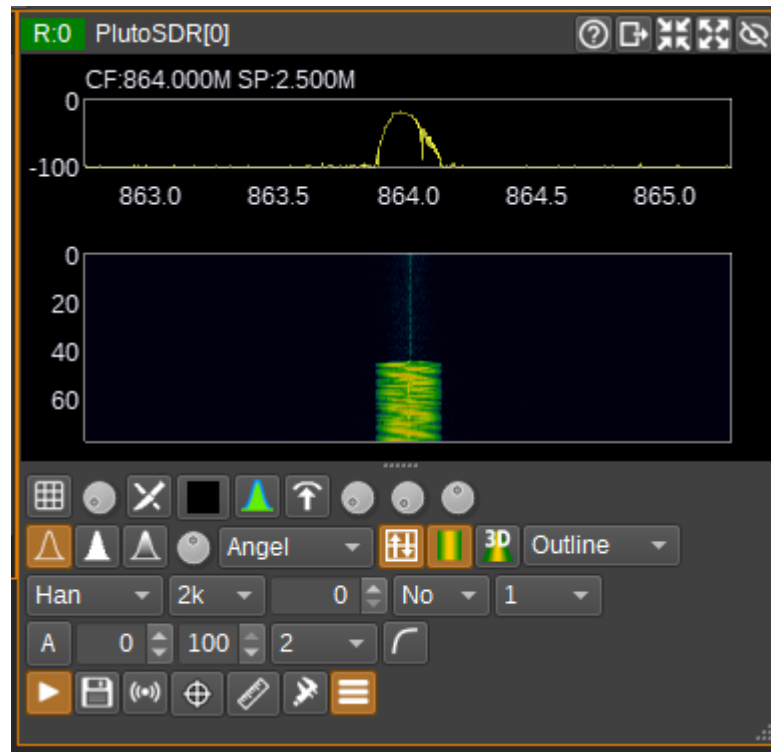 R:0 PlutoSDR[0]
CF:864.000M SP:2.500M
0
-100
863.0 863.5 864.0 864.5 865.0
0
20
40
60
3D
Angel Outline
Han 2k 0 No 1
A 0 100 2